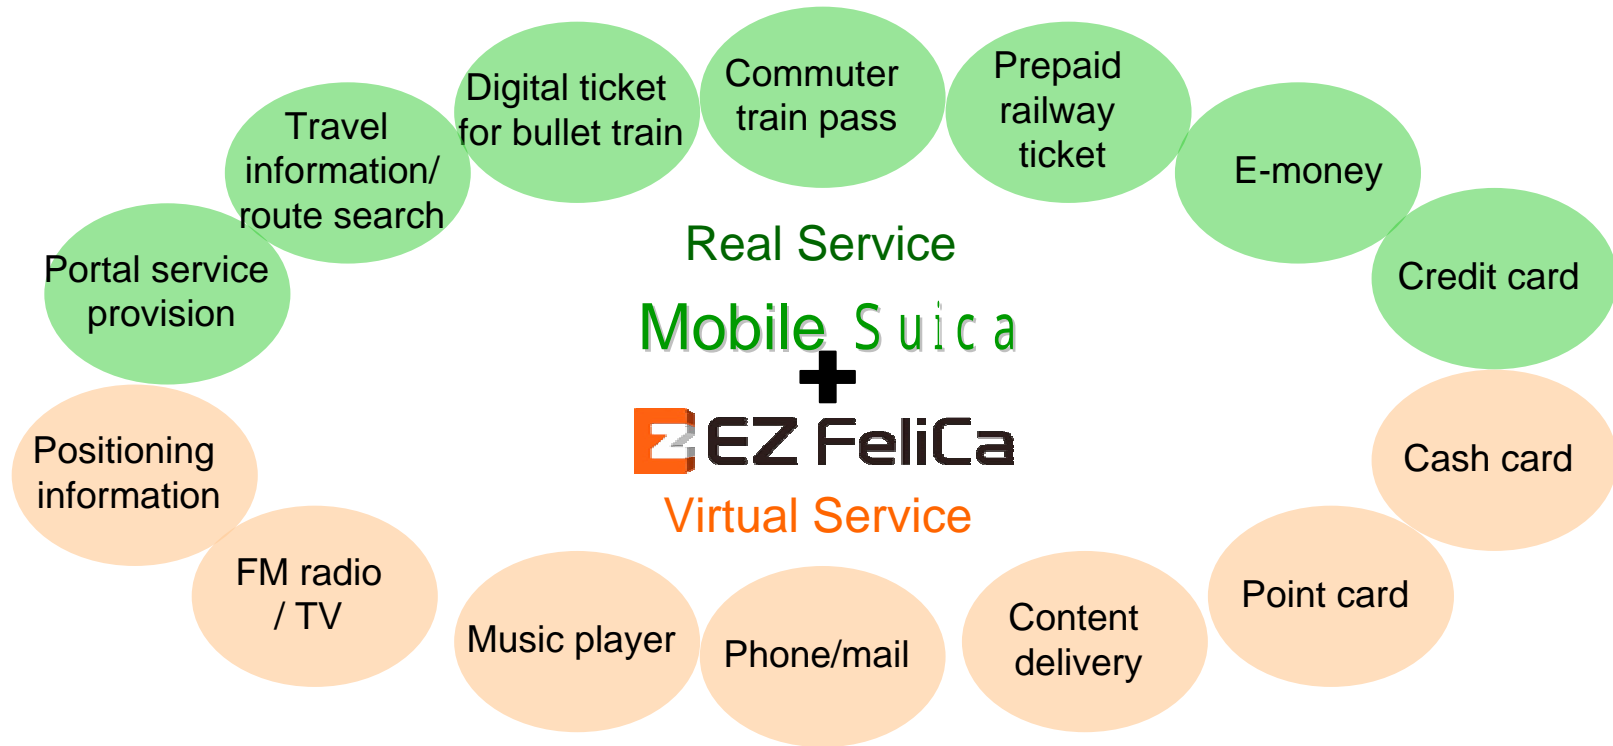 Commuter
train pass
Digital ticket
for bullet train
Prepaid
railway
ticket
Travel
information/
route search
E-money
Portal service
provision
Credit card
Real Service
Mobile Suica
+
EZ FeliCa
Virtual Service
Positioning
information
Cash card
FM radio
/ TV
Point card
Music player
Phone/mail
Content
delivery